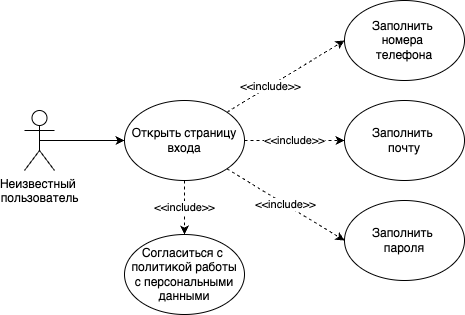 Заполнить
номера
телефона
<<include>>
Открыть страницу
входа
<<include>>
Заполнить
почту
Неизвестный
пользователь
<<include>>
<<include>>
Заполнить
пароля
Согласиться с
политикой работы
с персональными
данными